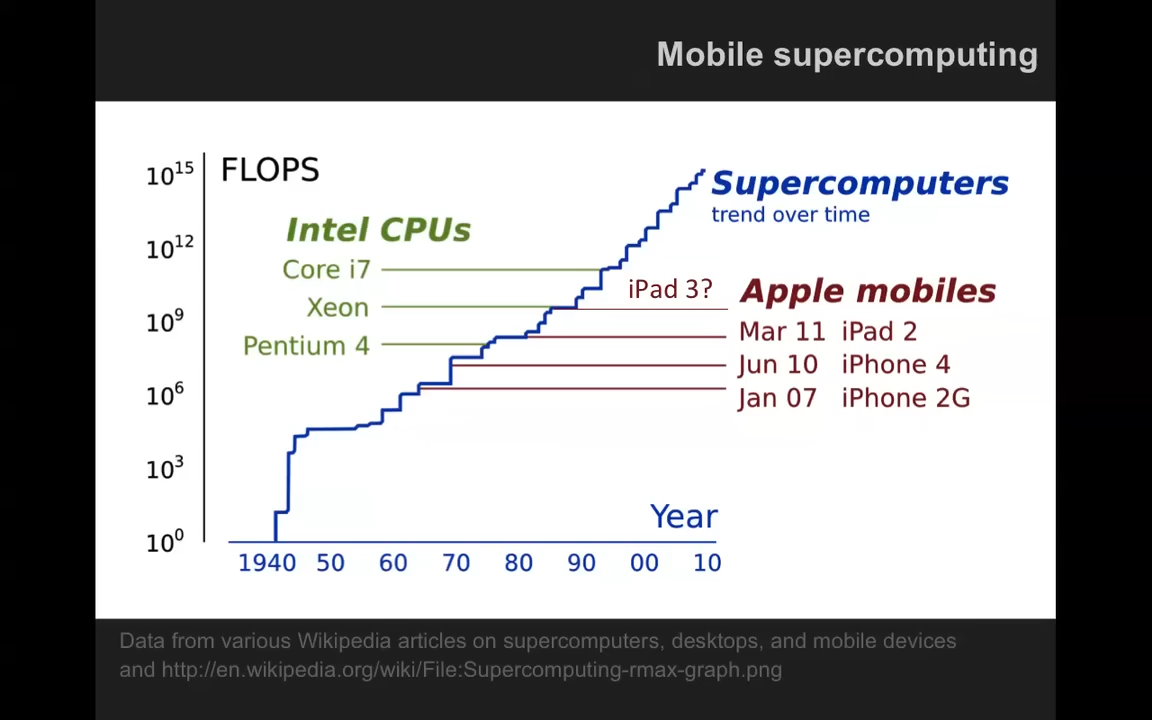 Mobile supercomputing
10¹⁵
FLOPS
Supercomputers
trend over time
Intel CPUs
10¹²
Core i7
iPad 3?
Apple mobiles
Xeon
10⁹
Mar 11 iPad 2
Pentium 4
Jun 10 iPhone 4
10⁶
Jan 07 iPhone 2G
10³
Year
10⁰
1940 50 60 70 80 90 00 10
Data from various Wikipedia articles on supercomputers, desktops, and mobile devices
and http://en.wikipedia.org/wiki/File:Supercomputing-rmax-graph.png